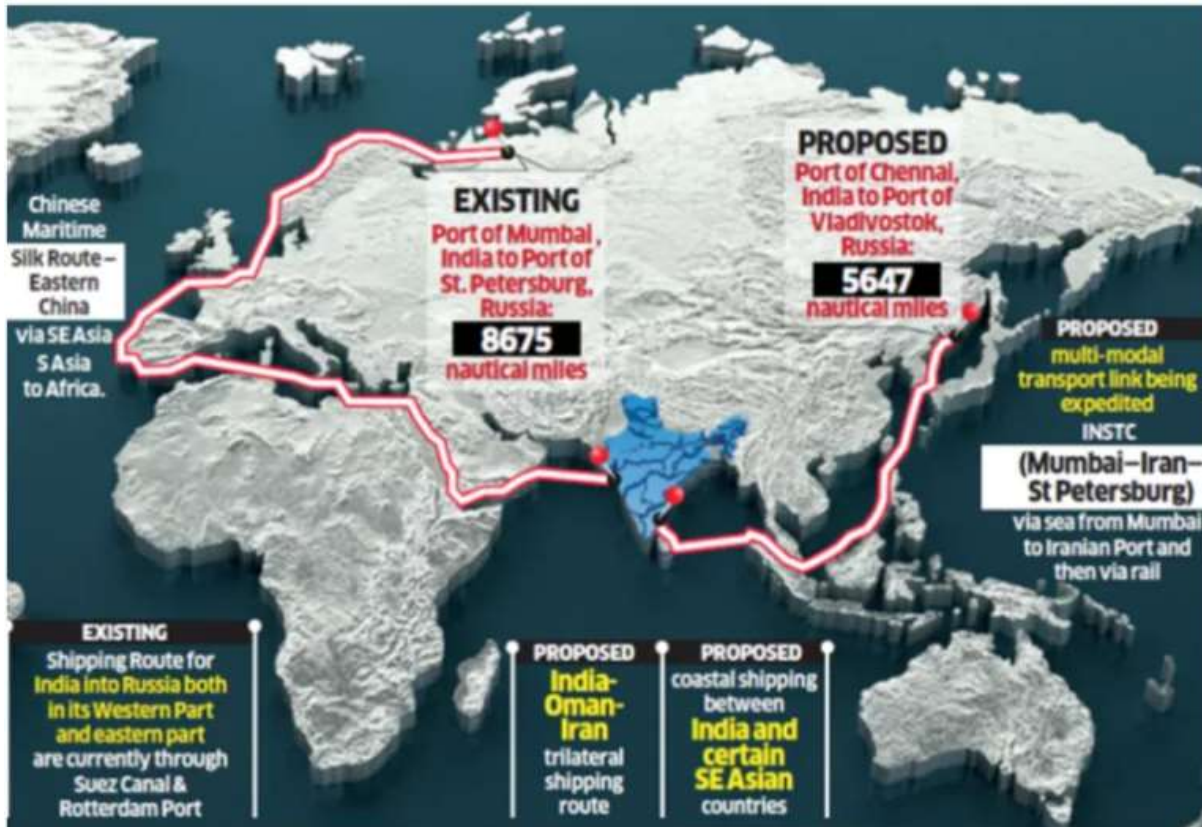 Chinese
Maritime
Silk Route –
Eastern
China
via SE Asia
S Asia
to Africa.
EXISTING
Port of Mumbai,
India to Port of
St. Petersburg,
Russia:
8675
nautical miles
PROPOSED
Port of Chennai,
India to Port of
Vladivostok,
Russia:
5647
nautical miles
PROPOSED
multi-modal
transport link being
expedited
INSTC
(Mumbai–Iran–
St Petersburg)
via sea from Mumbai
to Iranian Port and
then via rail
EXISTING
Shipping Route for
India into Russia both
in its Western Part
and eastern part
are currently through
Suez Canal &
Rotterdam Port
PROPOSED
India-
Oman-
Iran
trilateral
shipping
route
PROPOSED
coastal shipping
between
India and
certain
SE Asian
countries